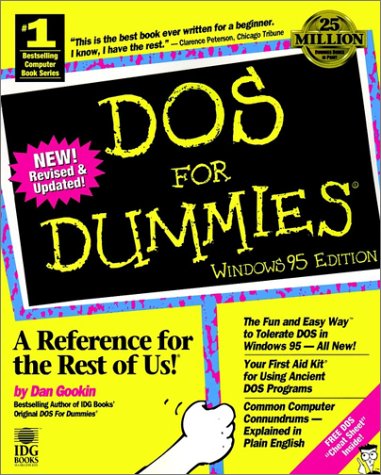 #1
Bestselling
Computer
Book Series
"This is the best book ever written for a beginner.
I know, I have the rest." — Clarence Peterson, Chicago Tribune
25
MILLION
NEW!
Revised &
Updated!
DOS
FOR
DUMMIES®
WINDOWS 95 EDITION
A Reference for
the Rest of Us!®
by Dan Gookin
Bestselling Author of IDG Books'
Original DOS For Dummies®
The Fun and Easy Way™
to Tolerate DOS in
Windows 95 — All New!
Your First Aid Kit®
for Using Ancient
DOS Programs
Common Computer
Conundrums —
Explained in
Plain English
IDG
BOOKS
FREE DOS
"Cheat Sheet"
Inside!